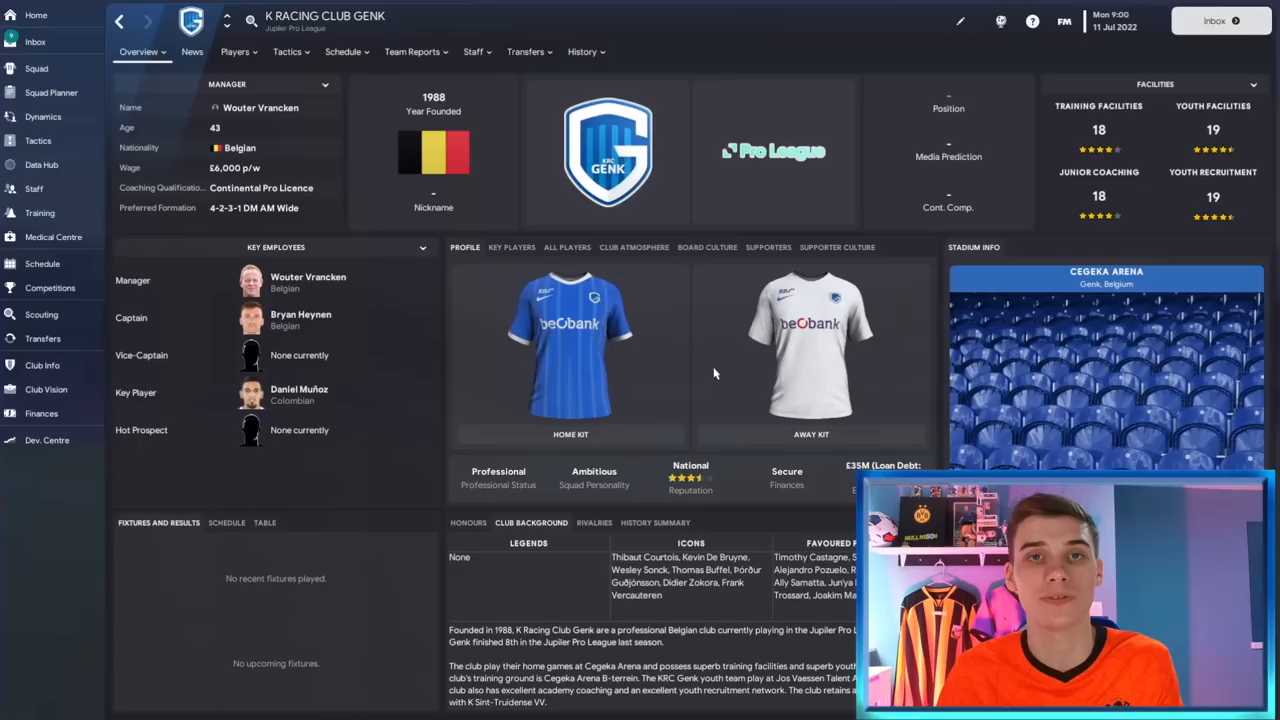 Home
K RACING CLUB GENK
Jupiler Pro League
FM
Mon 9:00
11 Jul 2022
Inbox
Inbox
Overview
News
Players
Tactics
Schedule
Team Reports
Staff
Transfers
History
Squad
Squad Planner
Dynamics
Tactics
Data Hub
Staff
Training
Medical Centre
Schedule
Competitions
Scouting
Transfers
Club Info
Club Vision
Finances
Dev. Centre
MANAGER
Name Wouter Vrancken
Age 43
Nationality Belgian
Wage £6,000 p/w
Coaching Qualificatio... Continental Pro Licence
Preferred Formation 4-2-3-1 DM AM Wide
1988
Year Founded
-
Nickname
KRC
GENK
Pro League
-
Position
-
Media Prediction
-
Cont. Comp.
FACILITIES
TRAINING FACILITIES YOUTH FACILITIES
18 19
JUNIOR COACHING YOUTH RECRUITMENT
18 19
KEY EMPLOYEES
Manager Wouter Vrancken
Belgian
Captain Bryan Heynen
Belgian
Vice-Captain None currently
Key Player Daniel Muñoz
Colombian
Hot Prospect None currently
PROFILE KEY PLAYERS ALL PLAYERS CLUB ATMOSPHERE BOARD CULTURE SUPPORTERS SUPPORTER CULTURE
beObank
beObank
HOME KIT
AWAY KIT
Professional
Professional Status
Ambitious
Squad Personality
National
Reputation
Secure
Finances
£35M (Loan Debt:
E
STADIUM INFO
CEGEKA ARENA
Genk, Belgium
FIXTURES AND RESULTS SCHEDULE TABLE
No recent fixtures played.
No upcoming fixtures.
HONOURS CLUB BACKGROUND RIVALRIES HISTORY SUMMARY
LEGENDS
None
ICONS
Thibaut Courtois, Kevin De Bruyne,
Wesley Sonck, Thomas Buffel, Þórður
Guðjónsson, Didier Zokora, Frank
Vercauteren
FAVOURED P
Timothy Castagne, S
Alejandro Pozuelo, R
Ally Samatta, Jun'ya I
Trossard, Joakim Ma
Founded in 1988, K Racing Club Genk are a professional Belgian club currently playing in the Jupiler Pro L
Genk finished 8th in the Jupiler Pro League last season.
The club play their home games at Cegeka Arena and possess superb training facilities and superb yout
club's training ground is Cegeka Arena B-terrein. The KRC Genk youth team play at Jos Vaessen Talent A
club also has excellent academy coaching and an excellent youth recruitment network. The club retains a
with K Sint-Truidense VV.
BVB
09